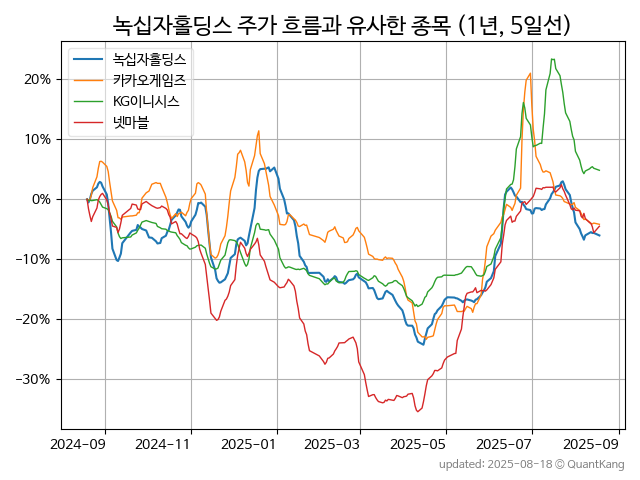 녹십자홀딩스 주가 흐름과 유사한 종목 (1년, 5일선)
녹십자홀딩스
카카오게임즈
KG이니시스
넷마블
20%
10%
0%
−10%
−20%
−30%
2024-09 2024-11 2025-01 2025-03 2025-05 2025-07 2025-09
updated: 2025-08-18 © QuantKang